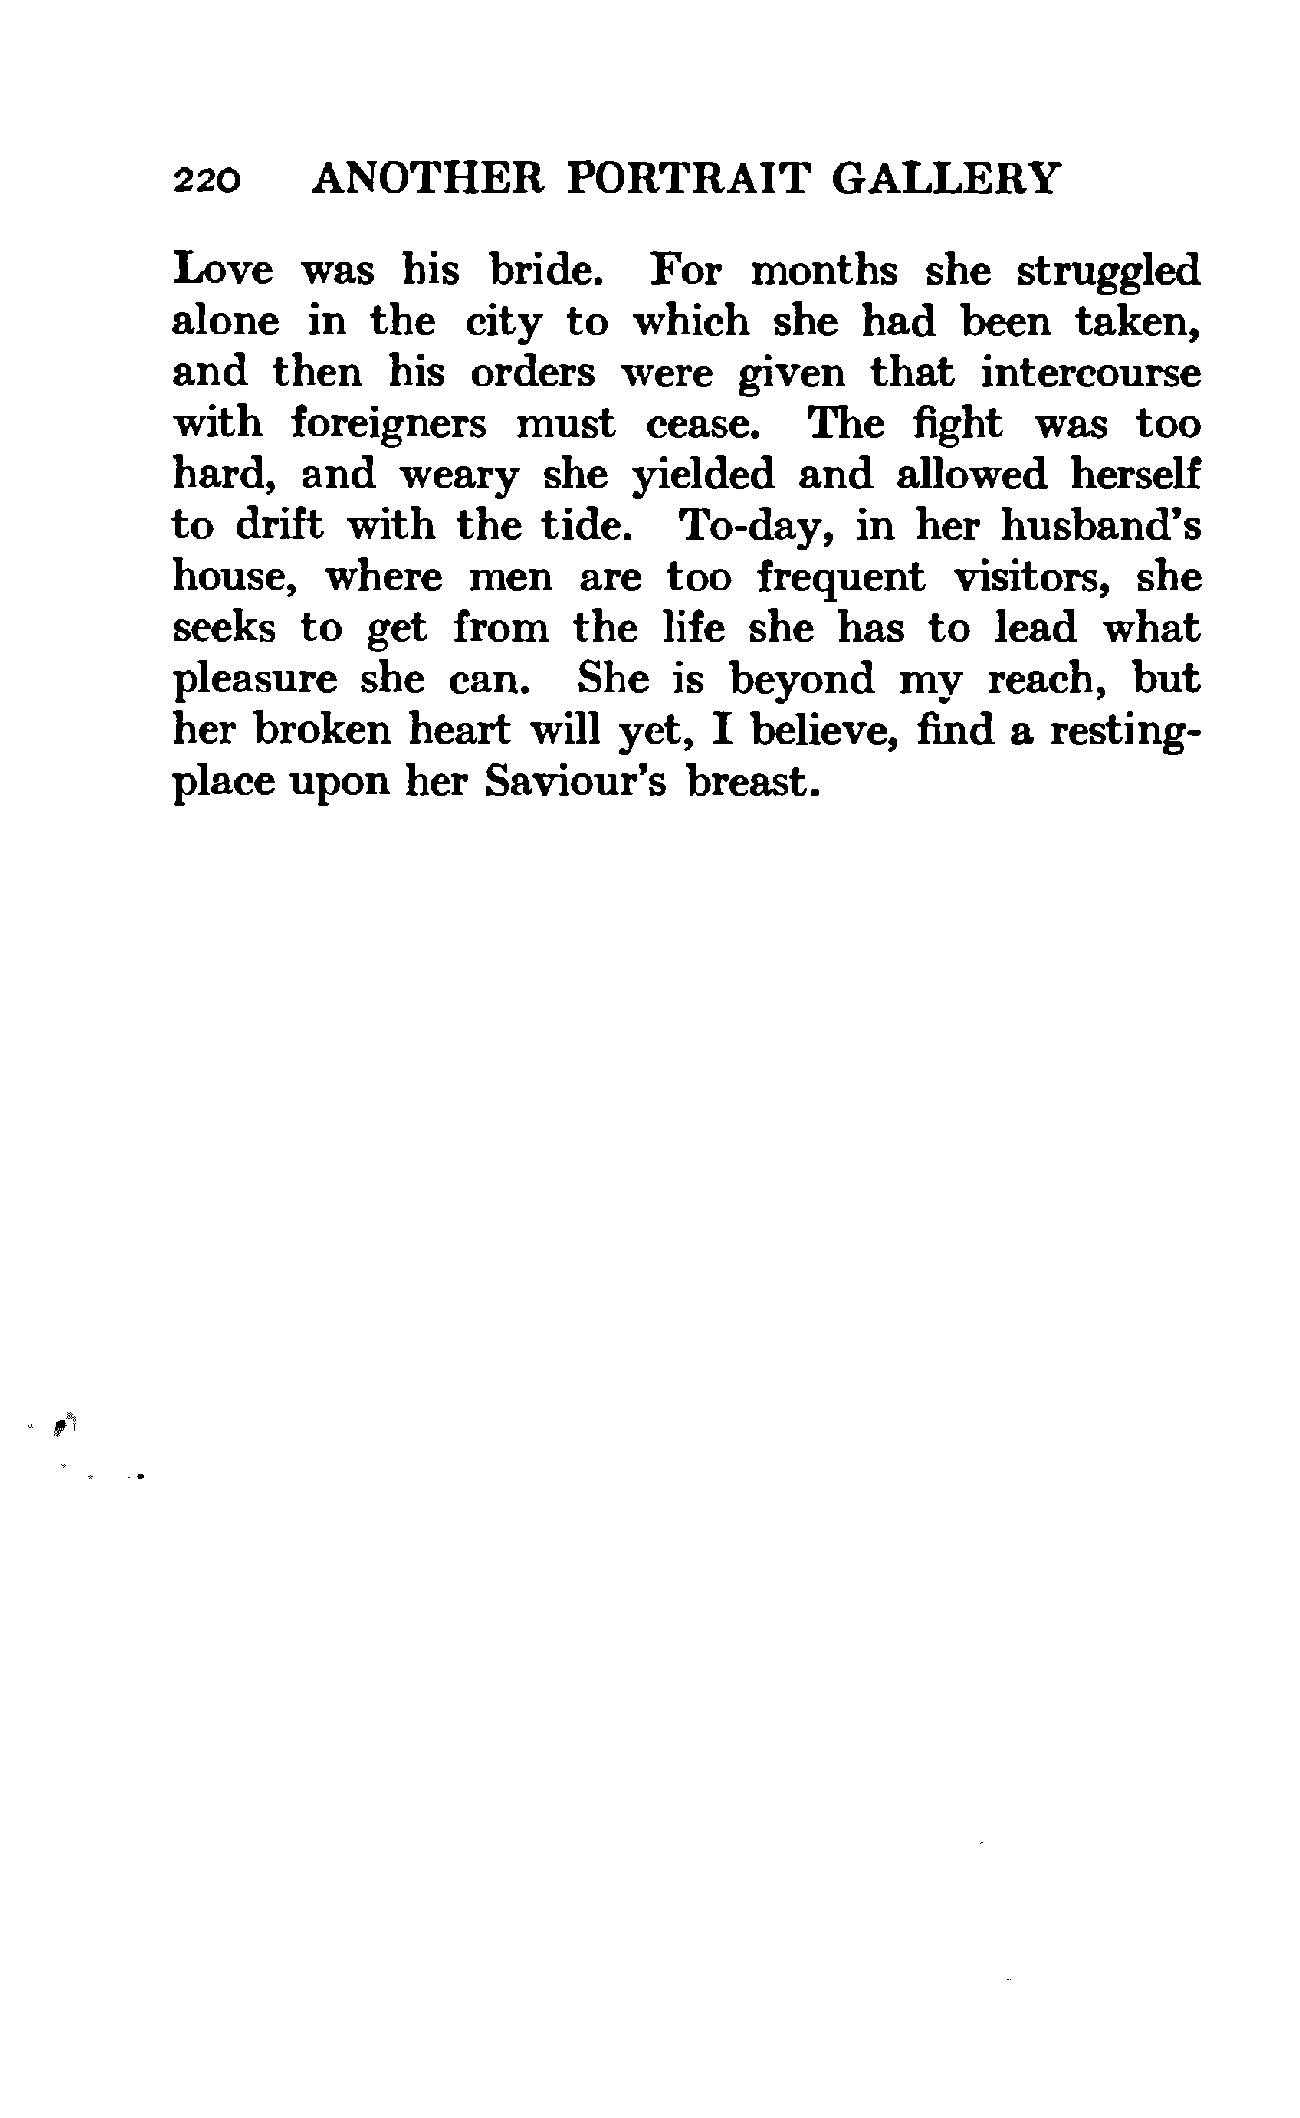 220 ANOTHER PORTRAIT GALLERY
Love was his bride. For months she struggled
alone in the city to which she had been taken,
and then his orders were given that intercourse
with foreigners must cease. The fight was too
hard, and weary she yielded and allowed herself
to drift with the tide. To-day, in her husband's
house, where men are too frequent visitors, she
seeks to get from the life she has to lead what
pleasure she can. She is beyond my reach, but
her broken heart will yet, I believe, find a resting-
place upon her Saviour's breast.